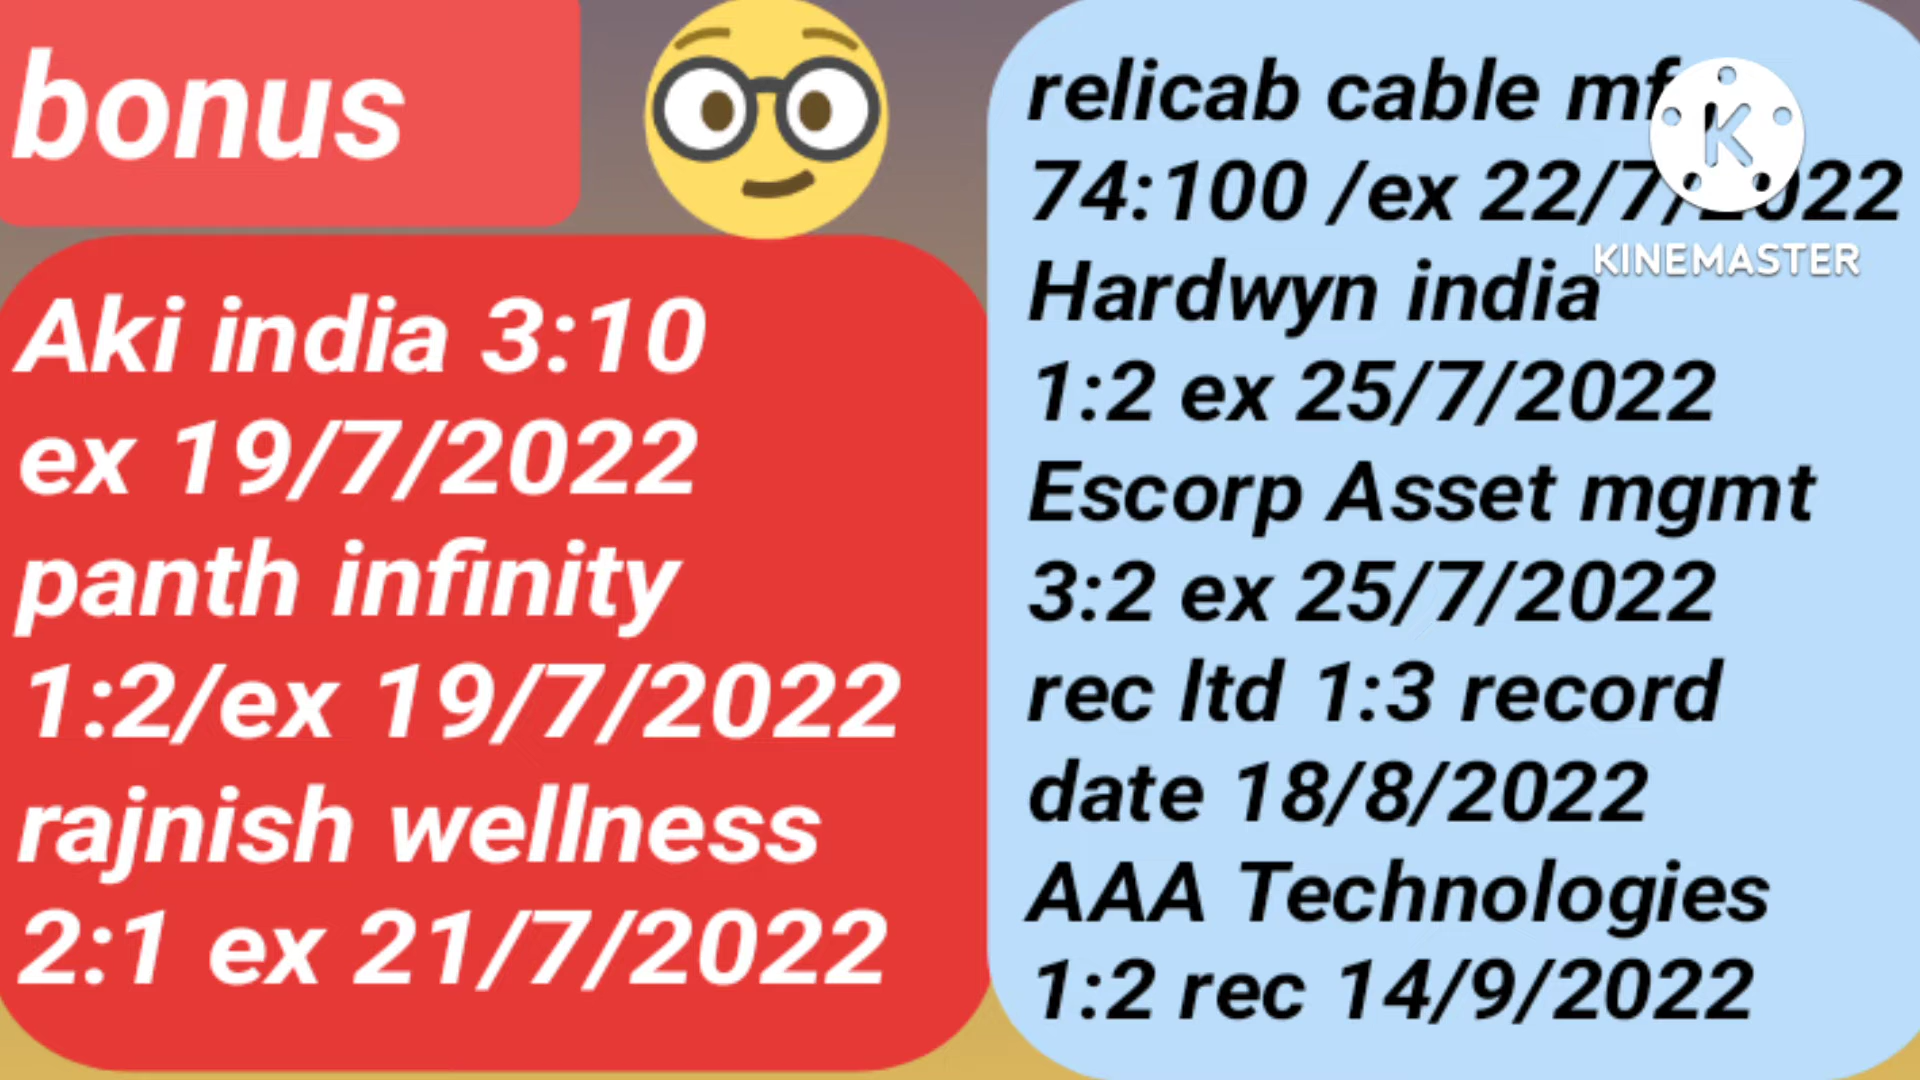 bonus
Aki india 3:10
ex 19/7/2022
panth infinity
1:2/ex 19/7/2022
rajnish wellness
2:1 ex 21/7/2022
relicab cable
74:100 /ex 22/7/2022
Hardwyn india
1:2 ex 25/7/2022
Escorp Asset mgmt
3:2 ex 25/7/2022
rec ltd 1:3 record
date 18/8/2022
AAA Technologies
1:2 rec 14/9/2022
K
KINEMASTER